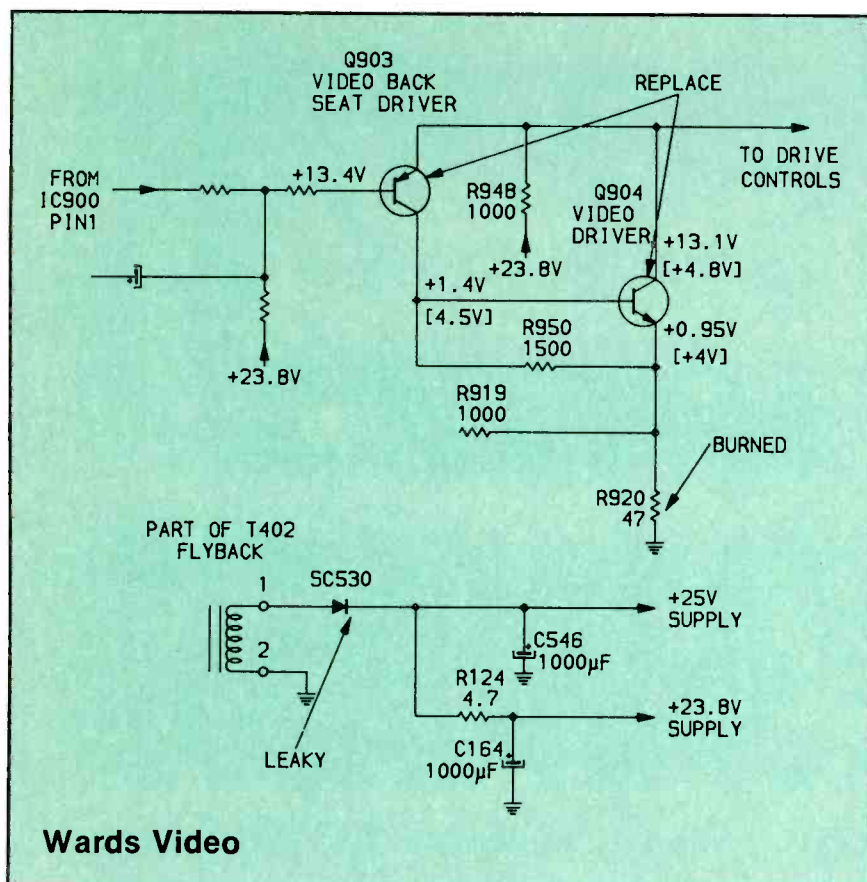 Q903
VIDEO BACK
SEAT DRIVER
REPLACE
FROM
IC900
PIN1
+13.4V
R948
1000
+23.8V
Q904
VIDEO
DRIVER
TO DRIVE
CONTROLS
+13.1V
[+4.8V]
+1.4V
[4.5V]
+0.95V
[+4V]
R950
1500
+23.8V
R919
1000
BURNED
R920
47
PART OF T402
FLYBACK
1
SC530
2
+25V
SUPPLY
C546
+
1000µF
R124
4.7
+23.8V
SUPPLY
LEAKY
C164
+
1000µF
Wards Video